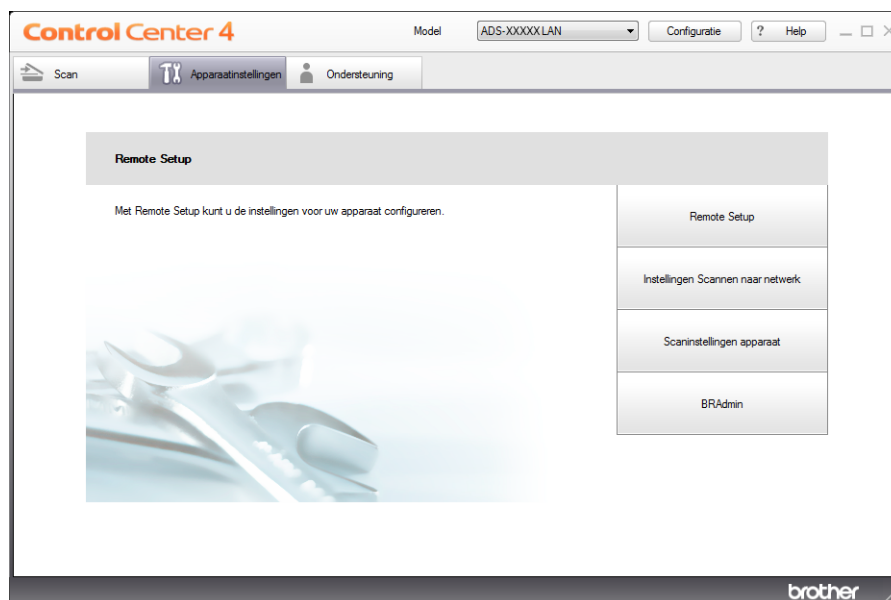 Control Center 4
Model
ADS-XXXXX LAN
Configuratie
? Help
Scan
Apparaatinstellingen
Ondersteuning
Remote Setup
Met Remote Setup kunt u de instellingen voor uw apparaat configureren.
Remote Setup
Instellingen Scannen naar netwerk
Scaninstellingen apparaat
BRAdmin
brother